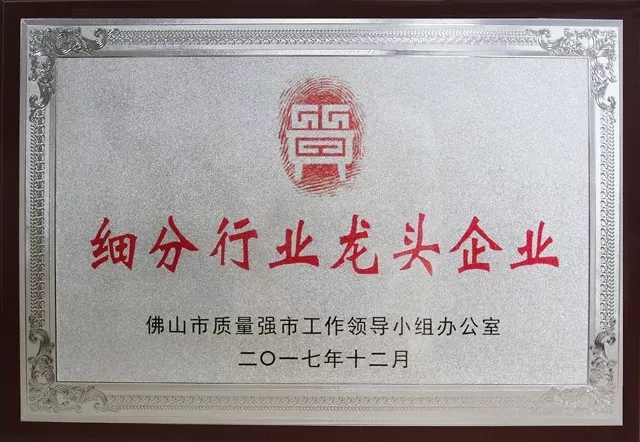 質
细分行业龙头企业
佛山市质量强市工作领导小组办公室
二〇一七年十二月